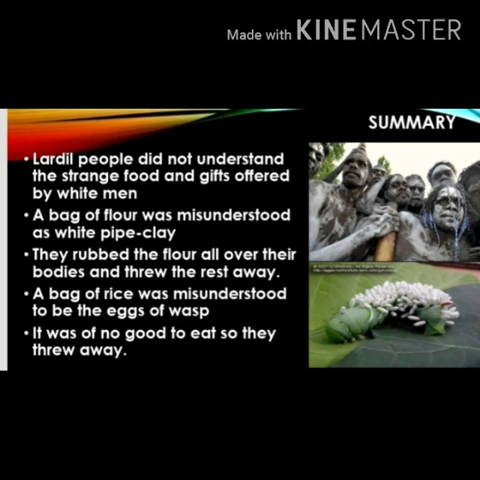 Made with KINEMASTER
SUMMARY
• Lardil people did not understand
the strange food and gifts offered
by white men
• A bag of flour was misunderstood
as white pipe-clay
• They rubbed the flour all over their
bodies and threw the rest away.
• A bag of rice was misunderstood
to be the eggs of wasp
• It was of no good to eat so they
threw away.